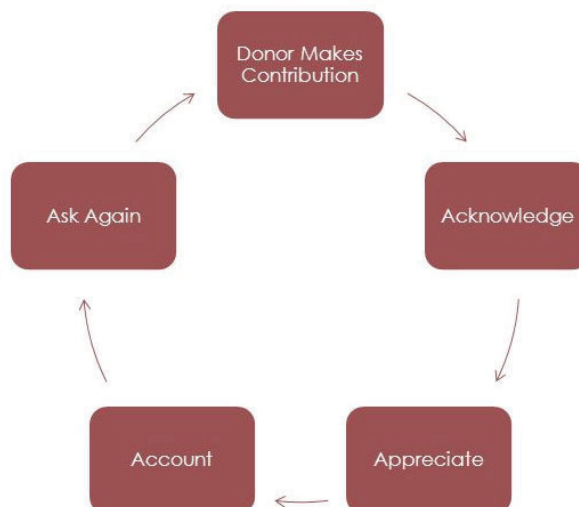 Donor Makes
Contribution
Acknowledge
Appreciate
Account
Ask Again